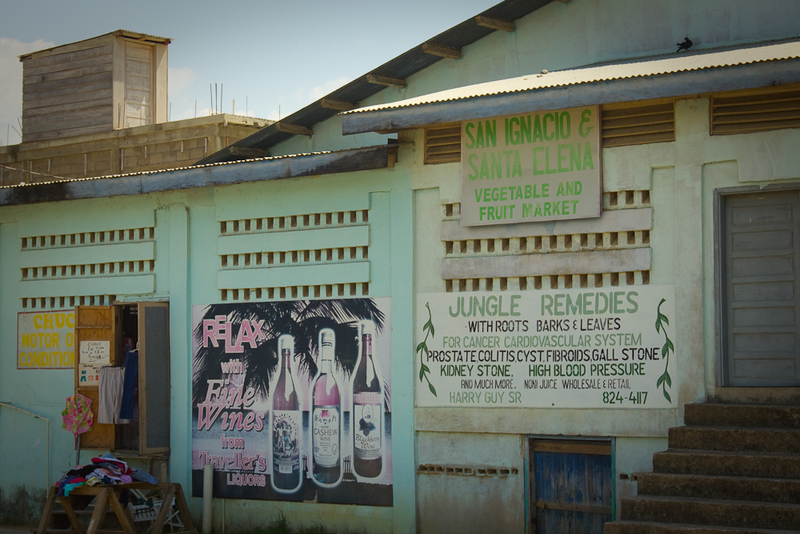 SAN IGNACIO &
SANTA ELENA
VEGETABLE AND
FRUIT MARKET
JUNGLE REMEDIES
WITH ROOTS BARKS & LEAVES
FOR CANCER CARDIOVASCULAR SYSTEM
PROSTATE, COLITIS, CYST, FIBROIDS, GALL STONE
KIDNEY STONE, HIGH BLOOD PRESSURE
AND MUCH MORE. NONI JUICE WHOLESALE & RETAIL
HARRY GUY SR 824-4117
RELAX
with
Fine
Wines
from
Traveller's
LIQUORS
CASHEW
MOTOR
CONDITION